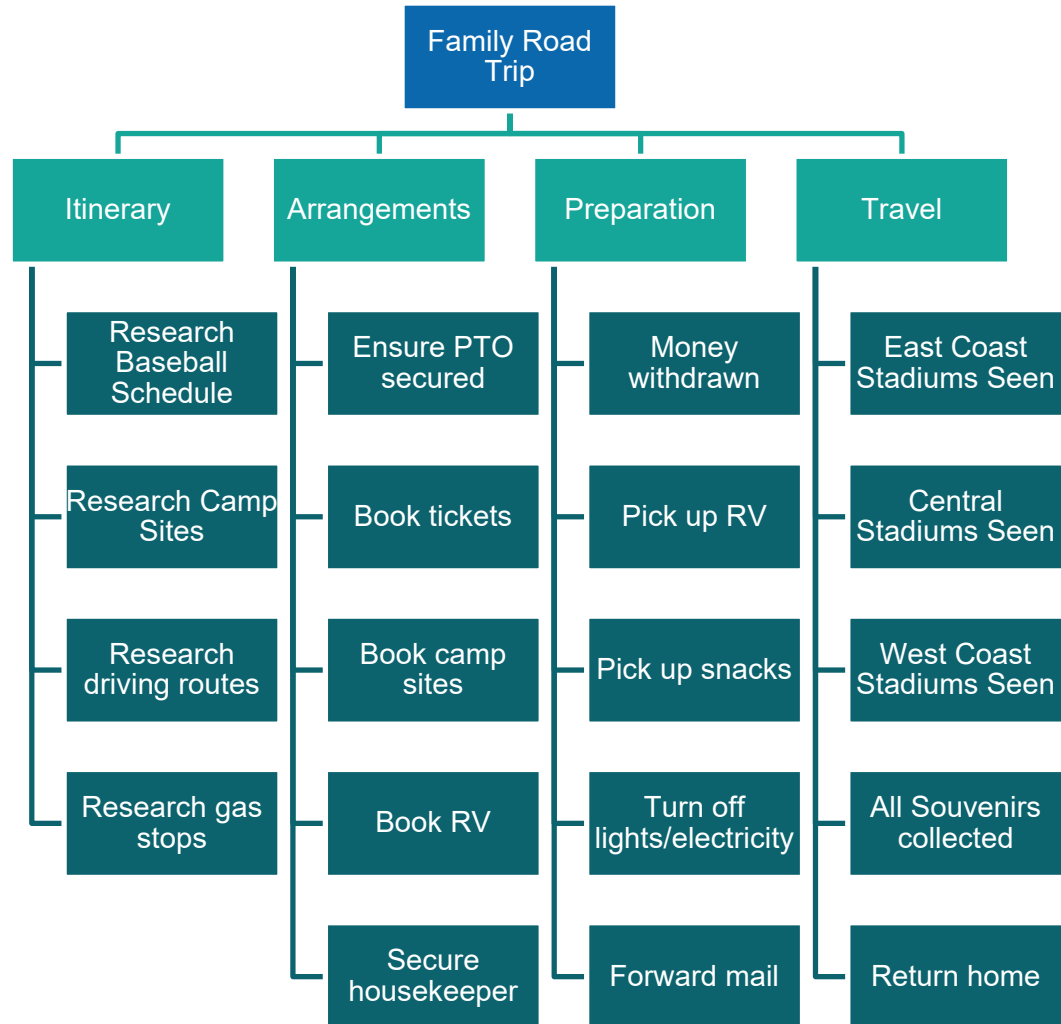 Family Road
Trip
Itinerary
Arrangements
Preparation
Travel
Research
Baseball
Schedule
Research Camp
Sites
Research
driving routes
Research gas
stops
Ensure PTO
secured
Book tickets
Book camp
sites
Book RV
Secure
housekeeper
Money
withdrawn
Pick up RV
Pick up snacks
Turn off
lights/electricity
Forward mail
East Coast
Stadiums Seen
Central
Stadiums Seen
West Coast
Stadiums Seen
All Souvenirs
collected
Return home